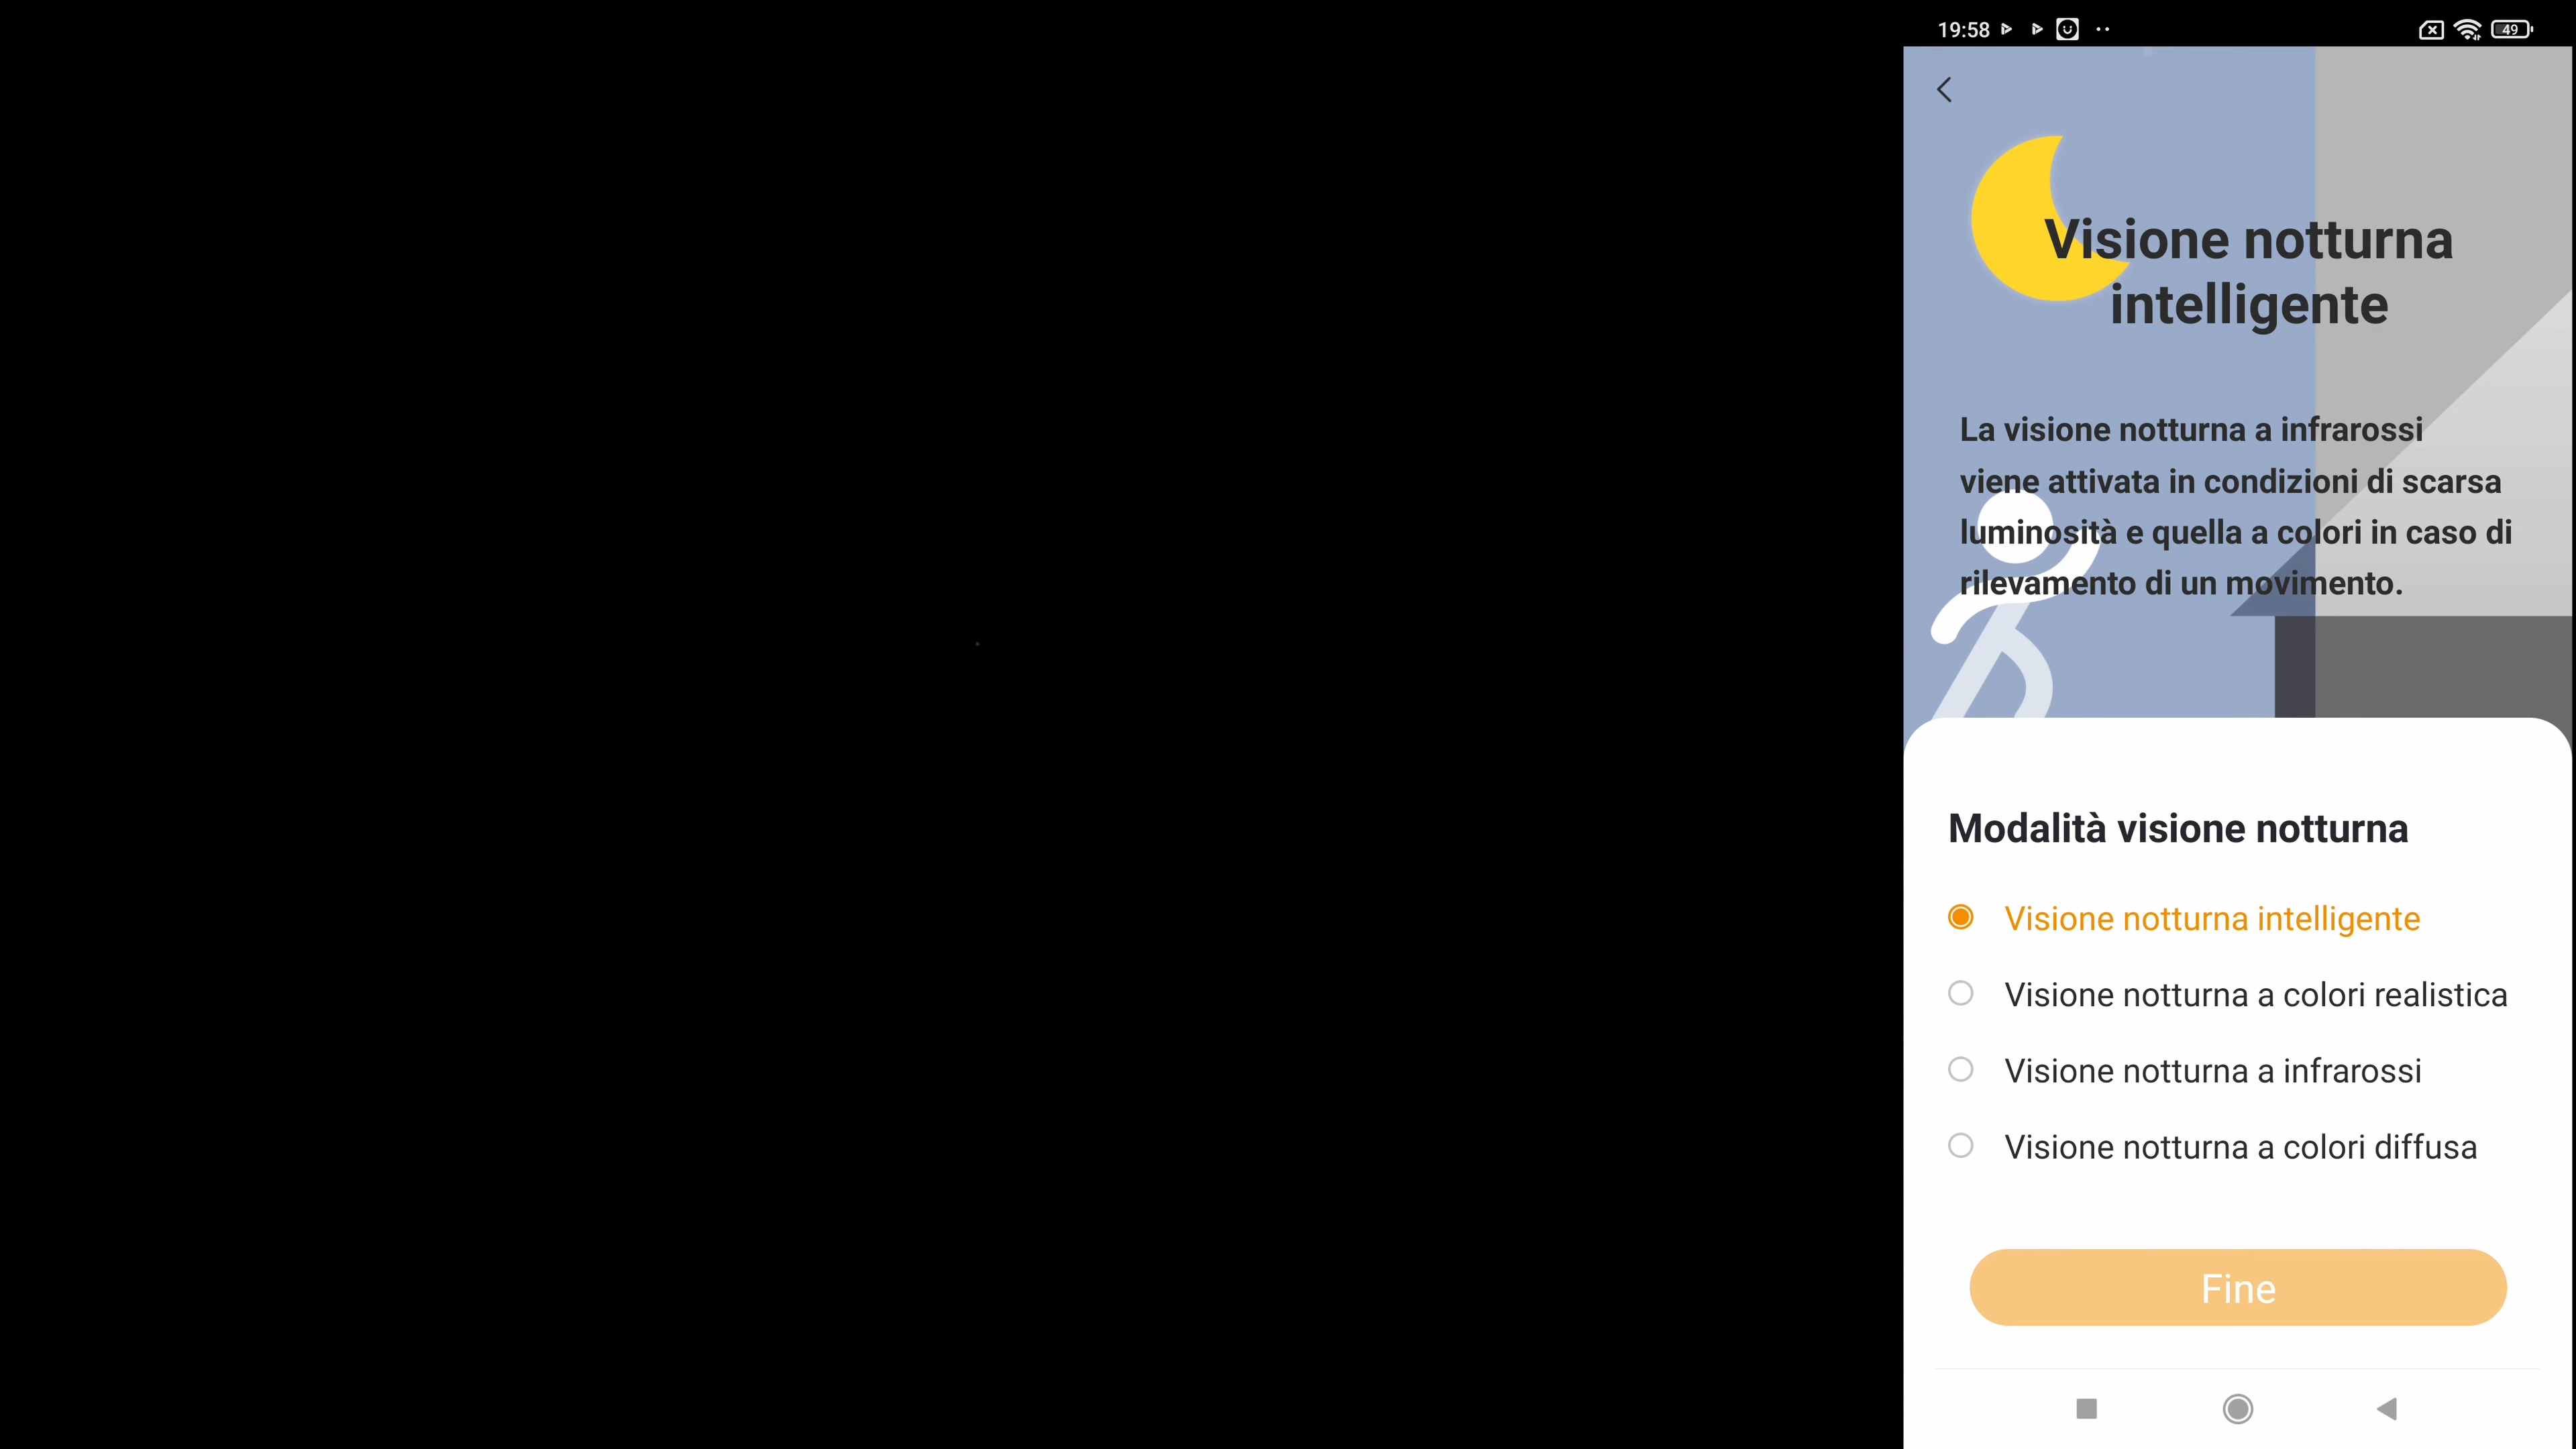 19:58
49
Visione notturna
intelligente
La visione notturna a infrarossi
viene attivata in condizioni di scarsa
luminosità e quella a colori in caso di
rilevamento di un movimento.
Modalità visione notturna
Visione notturna intelligente
Visione notturna a colori realistica
Visione notturna a infrarossi
Visione notturna a colori diffusa
Fine